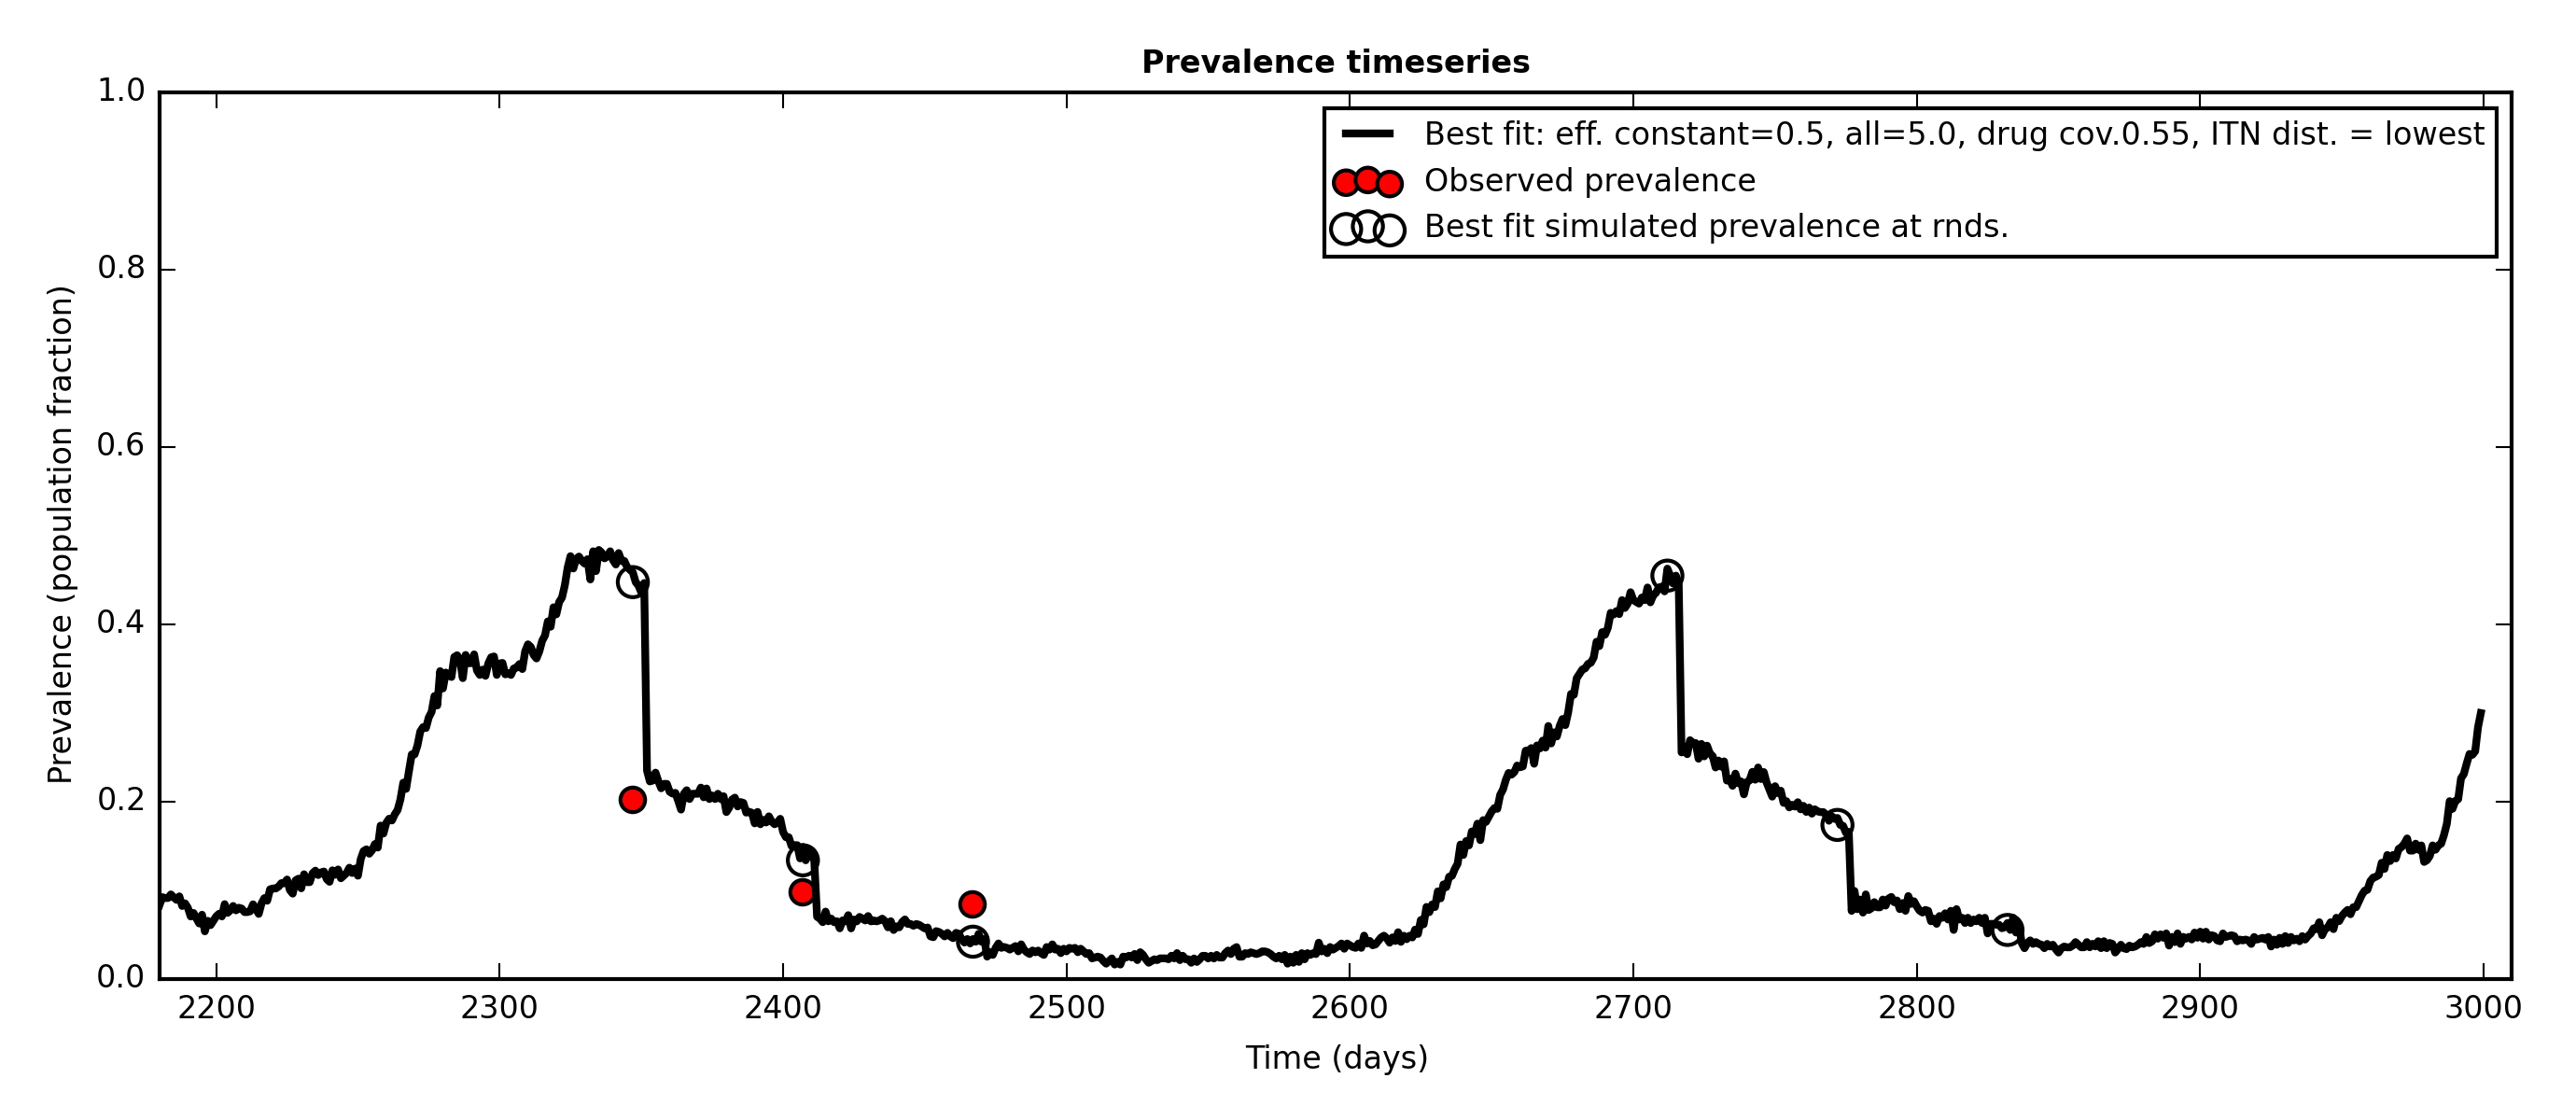 Prevalence timeseries
1.0
0.8
0.6
0.4
0.2
0.0
Prevalence (population fraction)
Best fit: eff. constant=0.5, all=5.0, drug cov.0.55, ITN dist. = lowest
Observed prevalence
Best fit simulated prevalence at rnds.
2200 2300 2400 2500 2600 2700 2800 2900 3000
Time (days)